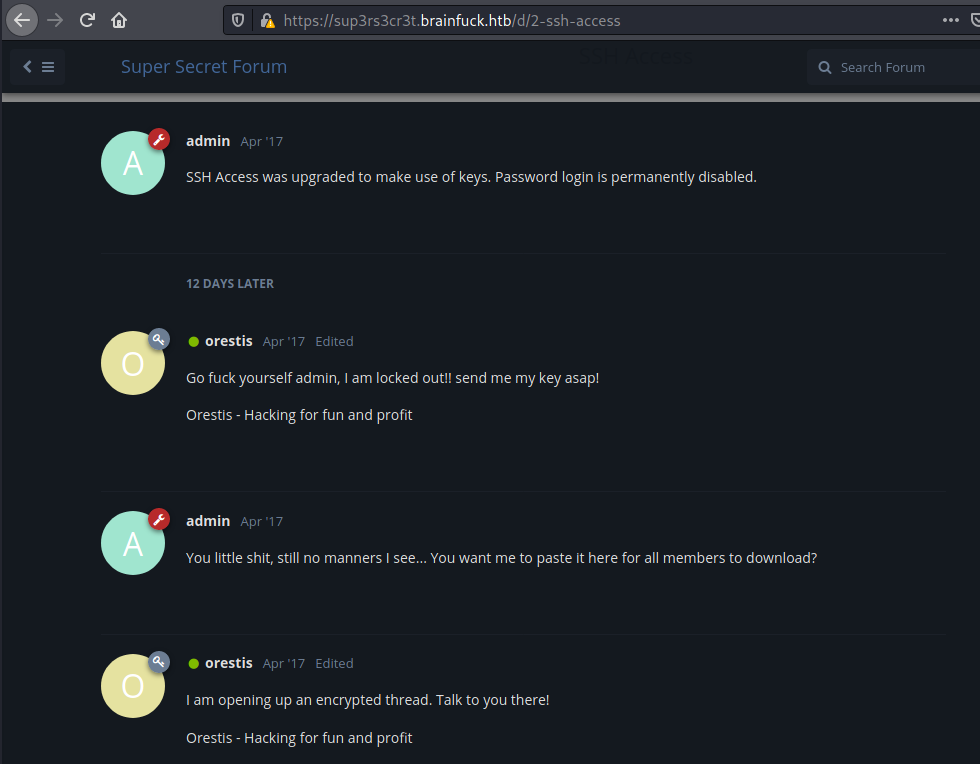 https://sup3rs3cr3t.brainfuck.htb/d/2-ssh-access
SSH Access
Super Secret Forum
Search Forum
A
admin Apr '17
SSH Access was upgraded to make use of keys. Password login is permanently disabled.
12 DAYS LATER
O
orestis Apr '17 Edited
Go fuck yourself admin, I am locked out!! send me my key asap!
Orestis - Hacking for fun and profit
A
admin Apr '17
You little shit, still no manners I see... You want me to paste it here for all members to download?
O
orestis Apr '17 Edited
I am opening up an encrypted thread. Talk to you there!
Orestis - Hacking for fun and profit